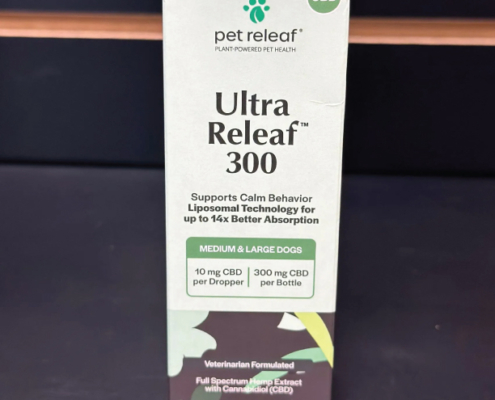 pet releaf®
PLANT-POWERED PET HEALTH
Ultra
Releaf™
300
Supports Calm Behavior
Liposomal Technology for
up to 14x Better Absorption
MEDIUM & LARGE DOGS
10 mg CBD
per Dropper
300 mg CBD
per Bottle
Veterinarian Formulated
Full Spectrum Hemp Extract
with Cannabidiol (CBD)